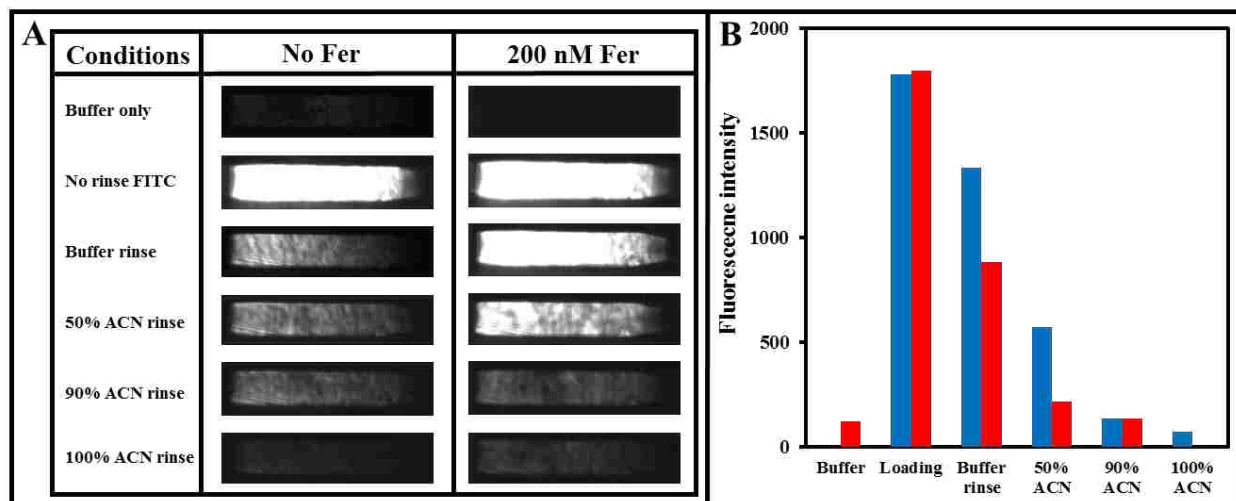 A
Conditions No Fer 200 nM Fer
Buffer only
No rinse FITC
Buffer rinse
50% ACN rinse
90% ACN rinse
100% ACN rinse
B
Fluorescecne intensity
2000
1500
1000
500
0
Buffer Loading Buffer rinse 50% ACN 90% ACN 100% ACN